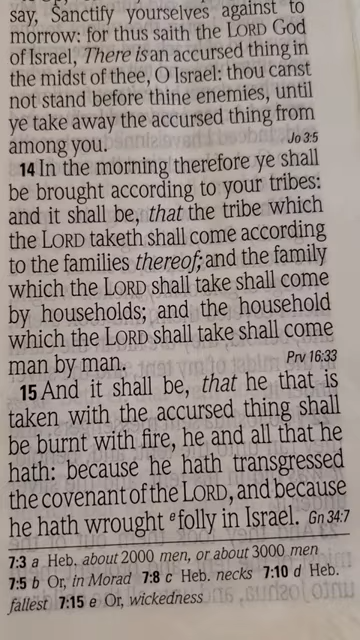 say, Sanctify yourselves against to
morrow: for thus saith the LORD God
of Israel, There is an accursed thing in
the midst of thee, O Israel: thou canst
not stand before thine enemies, until
ye take away the accursed thing from
among you. Jo 3:5
14 In the morning therefore ye shall
be brought according to your tribes:
and it shall be, that the tribe which
the LORD taketh shall come according
to the families thereof; and the family
which the LORD shall take shall come
by households; and the household
which the LORD shall take shall come
man by man. Prv 16:33
15 And it shall be, that he that is
taken with the accursed thing shall
be burnt with fire, he and all that he
hath: because he hath transgressed
the covenant of the LORD, and because
he hath wrought e folly in Israel. Gn 34:7
7:3 a Heb. about 2000 men, or about 3000 men
7:5 b Or, in Morad 7:8 c Heb. necks 7:10 d Heb.
fallest 7:15 e Or, wickedness